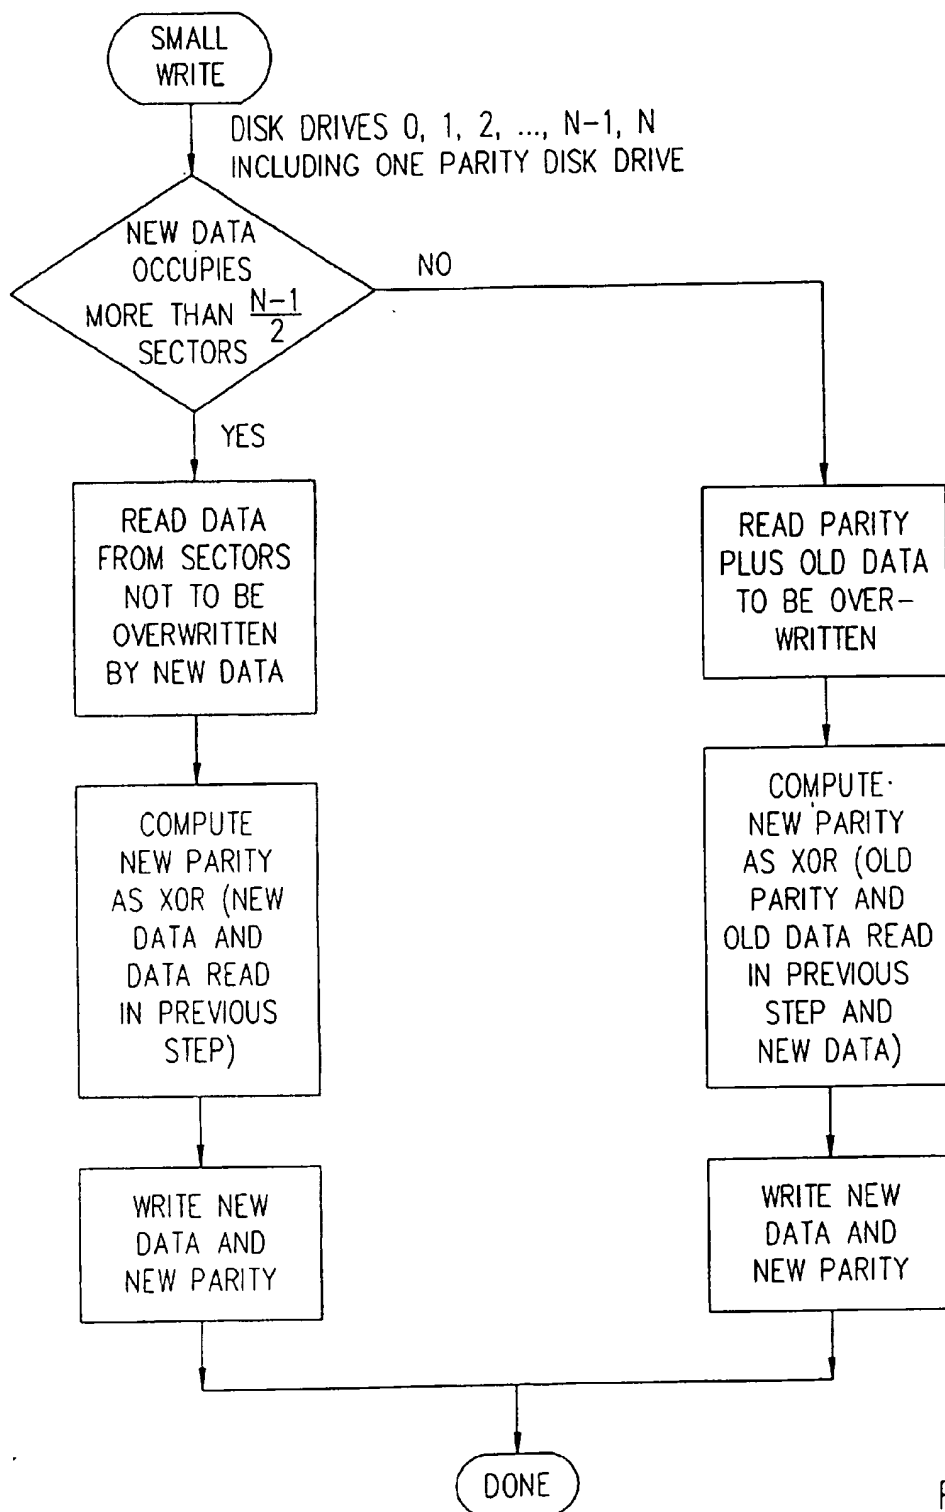 SMALL
WRITE
DISK DRIVES 0, 1, 2, ..., N-1, N
INCLUDING ONE PARITY DISK DRIVE
NEW DATA
OCCUPIES
MORE THAN N-1/2
SECTORS
NO
YES
READ DATA
FROM SECTORS
NOT TO BE
OVERWRITTEN
BY NEW DATA
READ PARITY
PLUS OLD DATA
TO BE OVER-
WRITTEN
COMPUTE
NEW PARITY
AS XOR (NEW
DATA AND
DATA READ
IN PREVIOUS
STEP)
COMPUTE
NEW PARITY
AS XOR (OLD
PARITY AND
OLD DATA READ
IN PREVIOUS
STEP AND
NEW DATA)
WRITE NEW
DATA AND
NEW PARITY
WRITE NEW
DATA AND
NEW PARITY
DONE